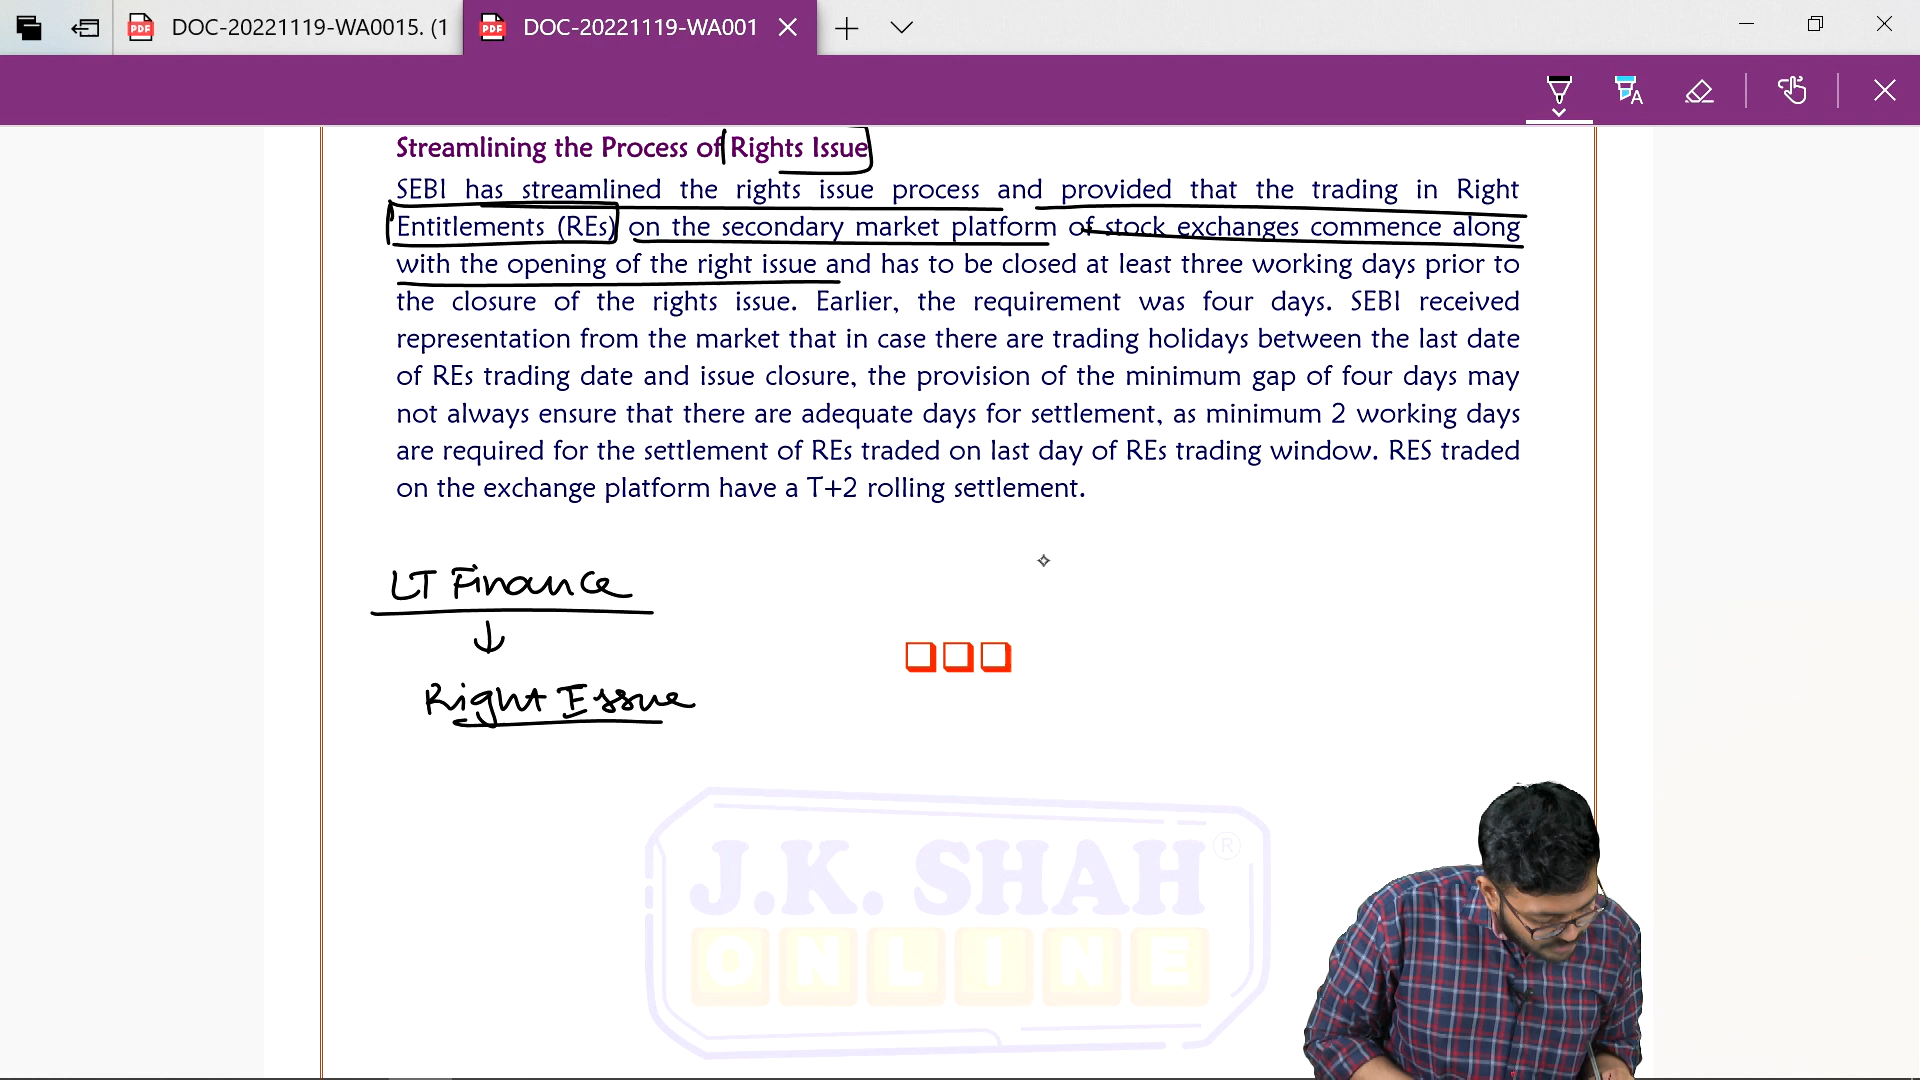 DOC-20221119-WA0015. (1
DOC-20221119-WA001
Streamlining the Process of Rights Issue
SEBI has streamlined the rights issue process and provided that the trading in Right
Entitlements (REs) on the secondary market platform of stock exchanges commence along
with the opening of the right issue and has to be closed at least three working days prior to
the closure of the rights issue. Earlier, the requirement was four days. SEBI received
representation from the market that in case there are trading holidays between the last date
of REs trading date and issue closure, the provision of the minimum gap of four days may
not always ensure that there are adequate days for settlement, as minimum 2 working days
are required for the settlement of REs traded on last day of REs trading window. RES traded
on the exchange platform have a T+2 rolling settlement.
LT Finance
Right Issue
J.K. SHAH®
ONLINE